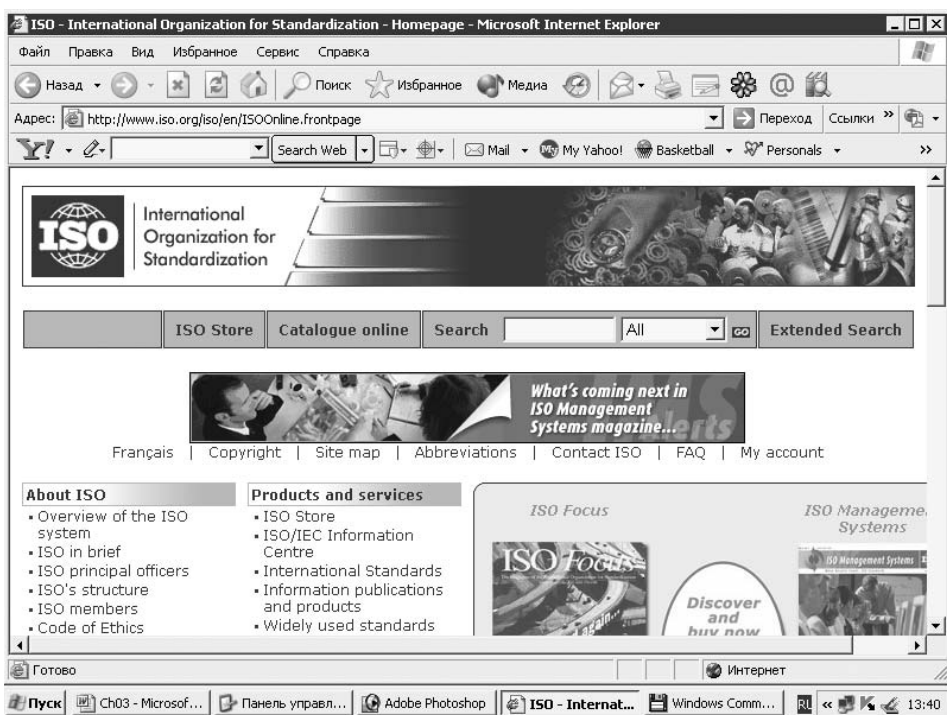 ISO - International Organization for Standardization - Homepage - Microsoft Internet Explorer
Файл Правка Вид Избранное Сервис Справка
Назад Поиск Избранное Медиа
Адрес: http://www.iso.org/iso/en/ISOOnline.frontpage Переход Ссылки »
Y! Search Web Mail My Yahoo! Basketball Personals »
ISO
International
Organization for
Standardization
ISO Store Catalogue online Search All GO Extended Search
What's coming next in
ISO Management
Systems magazine...
Alerts
Français | Copyright | Site map | Abbreviations | Contact ISO | FAQ | My account
About ISO
▪ Overview of the ISO
system
▪ ISO in brief
▪ ISO principal officers
▪ ISO's structure
▪ ISO members
▪ Code of Ethics
Products and services
▪ ISO Store
▪ ISO/IEC Information
Centre
▪ International Standards
▪ Information publications
and products
▪ Widely used standards
ISO Focus
ISO Focus
again...
Discover
and
buy now
ISO Manageme
Systems
ISO Management Systems
Готово Интернет
Пуск Ch03 - Microsof... Панель управл... Adobe Photoshop ISO - Internat... Windows Comm... RU « 13:40